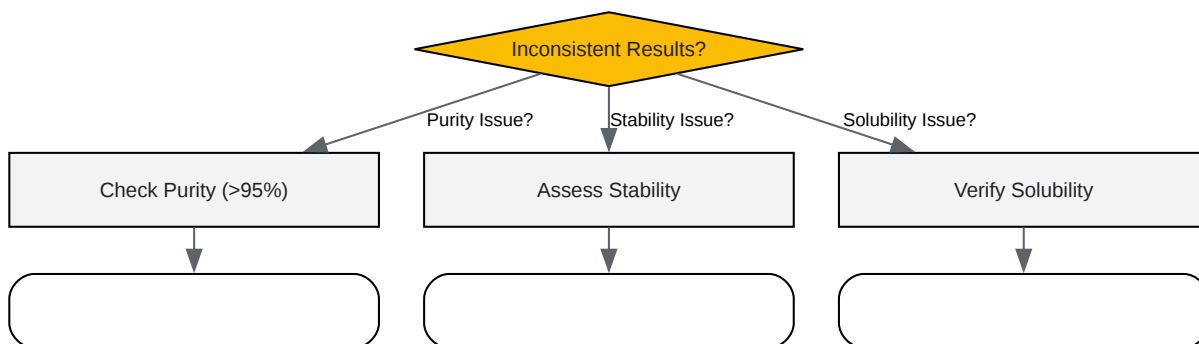 Inconsistent Results?
Purity Issue?
Stability Issue?
Solubility Issue?
Check Purity (>95%)
Assess Stability
Verify Solubility